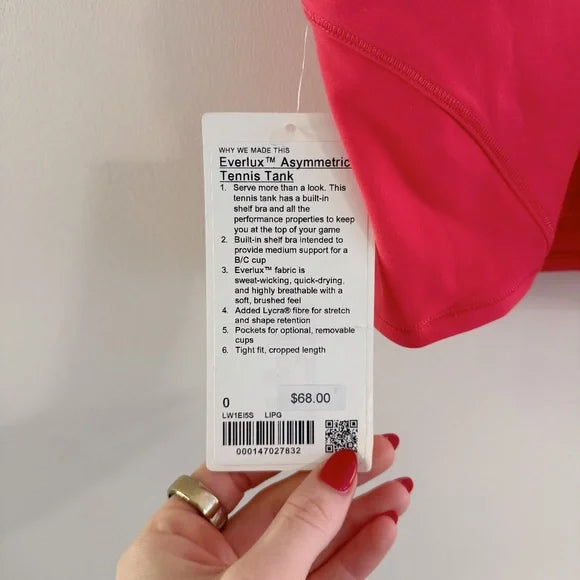 WHY WE MADE THIS
Everlux™ Asymmetric
Tennis Tank
1. Serve more than a look. This
tennis tank has a built-in
shelf bra and all the
performance properties to keep
you at the top of your game
2. Built-in shelf bra intended to
provide medium support for a
B/C cup
3. Everlux™ fabric is
sweat-wicking, quick-drying,
and highly breathable with a
soft, brushed feel
4. Added Lycra® fibre for stretch
and shape retention
5. Pockets for optional, removable
cups
6. Tight fit, cropped length
0 $68.00
LW1EI5S LIPG
000147027832